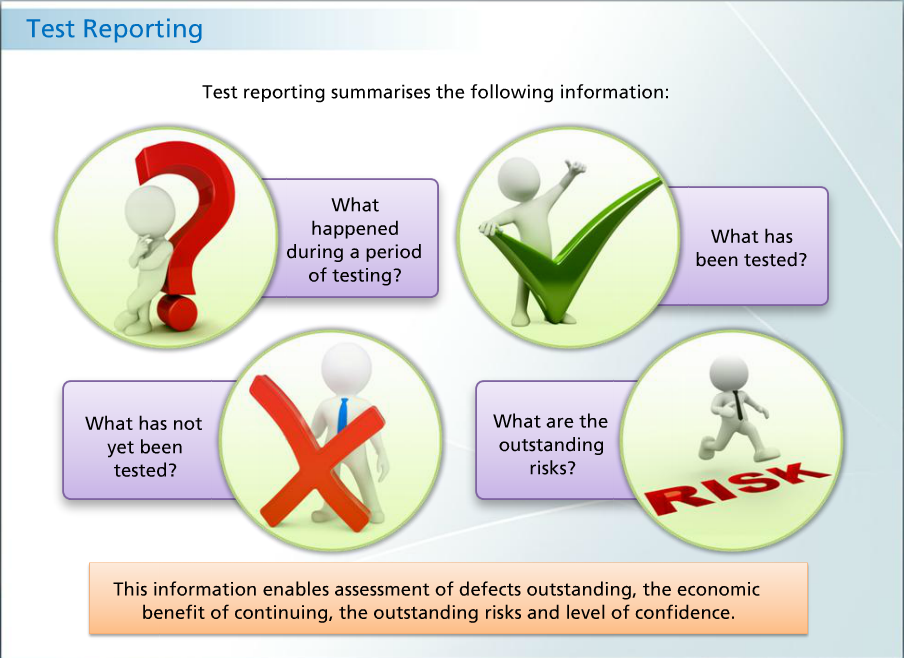 Test Reporting
Test reporting summarises the following information:
What
happened
during a period
of testing?
What has
been tested?
What has not
yet been
tested?
What are the
outstanding
risks?
RISK
This information enables assessment of defects outstanding, the economic
benefit of continuing, the outstanding risks and level of confidence.